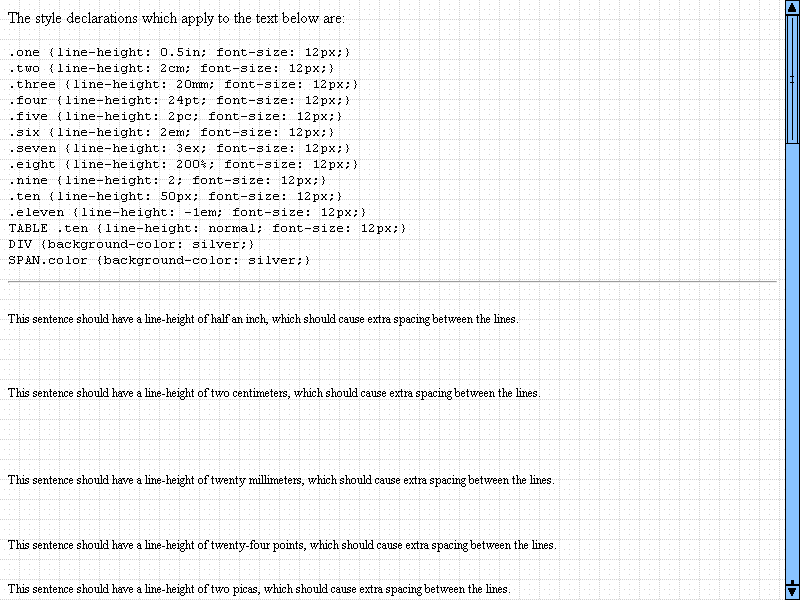 The style declarations which apply to the text below are:
.one {line-height: 0.5in; font-size: 12px;}
.two {line-height: 2cm; font-size: 12px;}
.three {line-height: 20mm; font-size: 12px;}
.four {line-height: 24pt; font-size: 12px;}
.five {line-height: 2pc; font-size: 12px;}
.six {line-height: 2em; font-size: 12px;}
.seven {line-height: 3ex; font-size: 12px;}
.eight {line-height: 200%; font-size: 12px;}
.nine {line-height: 2; font-size: 12px;}
.ten {line-height: 50px; font-size: 12px;}
.eleven {line-height: -1em; font-size: 12px;}
TABLE .ten {line-height: normal; font-size: 12px;}
DIV {background-color: silver;}
SPAN.color {background-color: silver;}
This sentence should have a line-height of half an inch, which should cause extra spacing between the lines.
This sentence should have a line-height of two centimeters, which should cause extra spacing between the lines.
This sentence should have a line-height of twenty millimeters, which should cause extra spacing between the lines.
This sentence should have a line-height of twenty-four points, which should cause extra spacing between the lines.
This sentence should have a line-height of two picas, which should cause extra spacing between the lines.